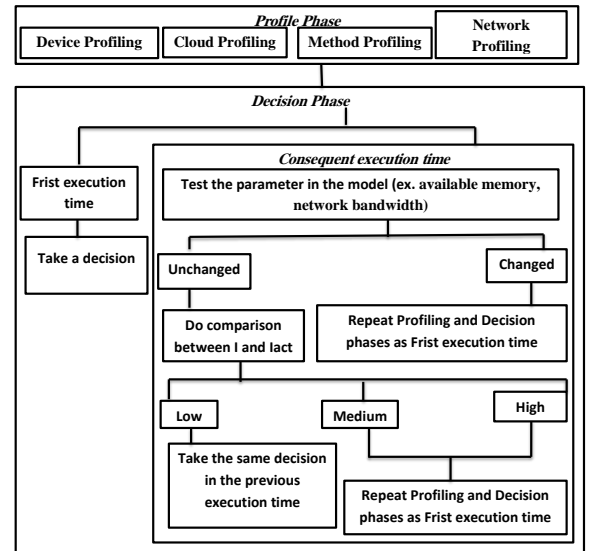 Profile Phase
Device Profiling
Cloud Profiling
Method Profiling
Network
Profiling
Decision Phase
Frist execution
time
Take a decision
Consequent execution time
Test the parameter in the model (ex. available memory,
network bandwidth)
Unchanged
Changed
Do comparison
between I and Iact
Repeat Profiling and Decision
phases as Frist execution time
Low
Medium
High
Take the same decision
in the previous
execution time
Repeat Profiling and Decision
phases as Frist execution time